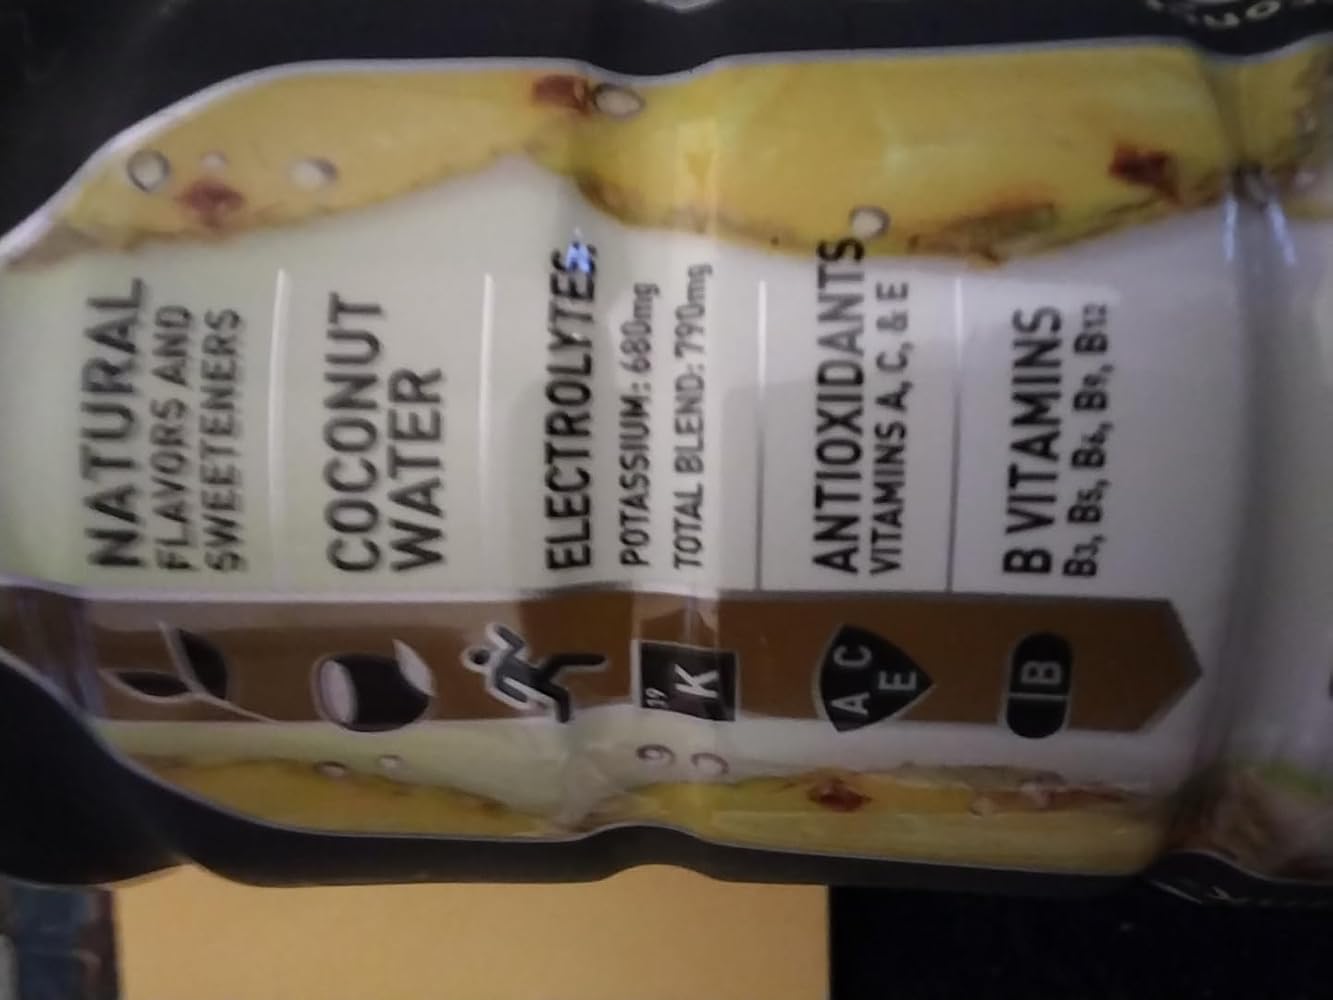 NATURAL
FLAVORS AND
SWEETENERS
COCONUT
WATER
ELECTROLYTES
POTASSIUM: 680mg
TOTAL BLEND: 790mg
19
K
ANTIOXIDANTS
VITAMINS A, C, & E
A C
E
B VITAMINS
B3, B5, B6, B9, B12
B